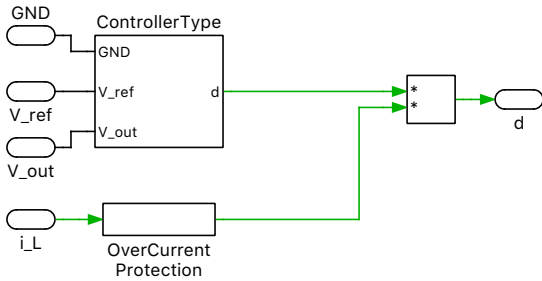 GND
ControllerType
GND
V_ref
d
*
*
V_ref
d
V_out
V_out
i_L
OverCurrent
Protection